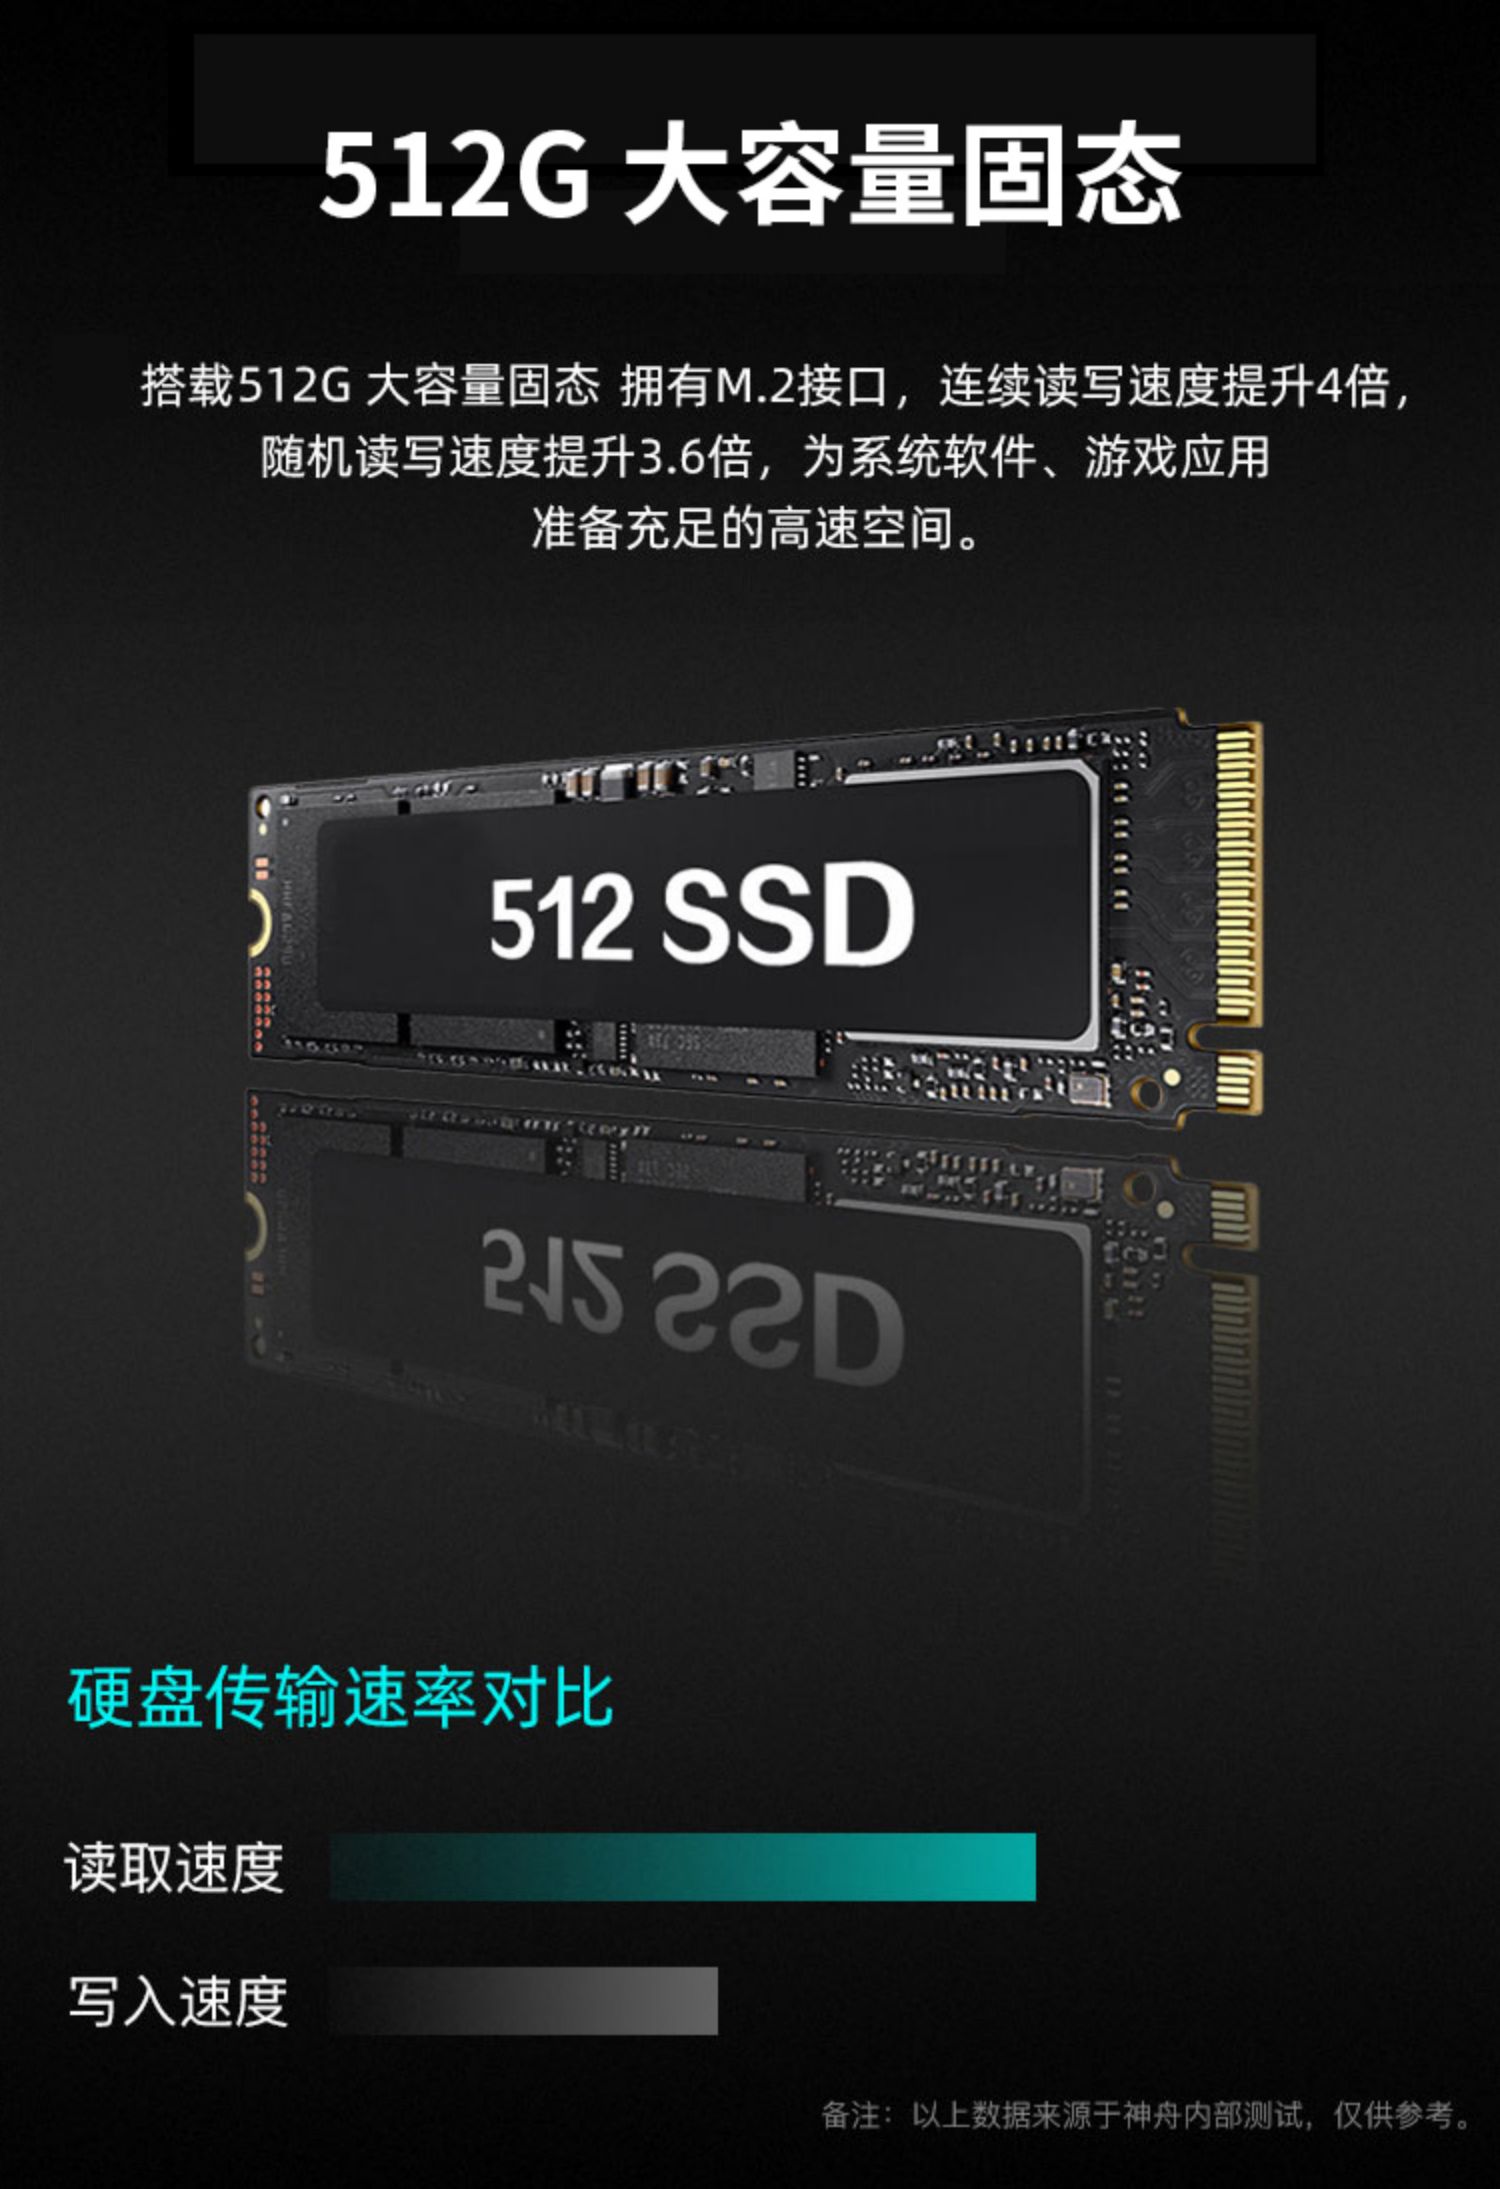 512G 大容量固态
搭载512G 大容量固态 拥有M.2接口，连续读写速度提升4倍，
随机读写速度提升3.6倍，为系统软件、游戏应用
准备充足的高速空间。
512 SSD
512 SSD
硬盘传输速率对比
读取速度
写入速度
备注：以上数据来源于神舟内部测试，仅供参考。